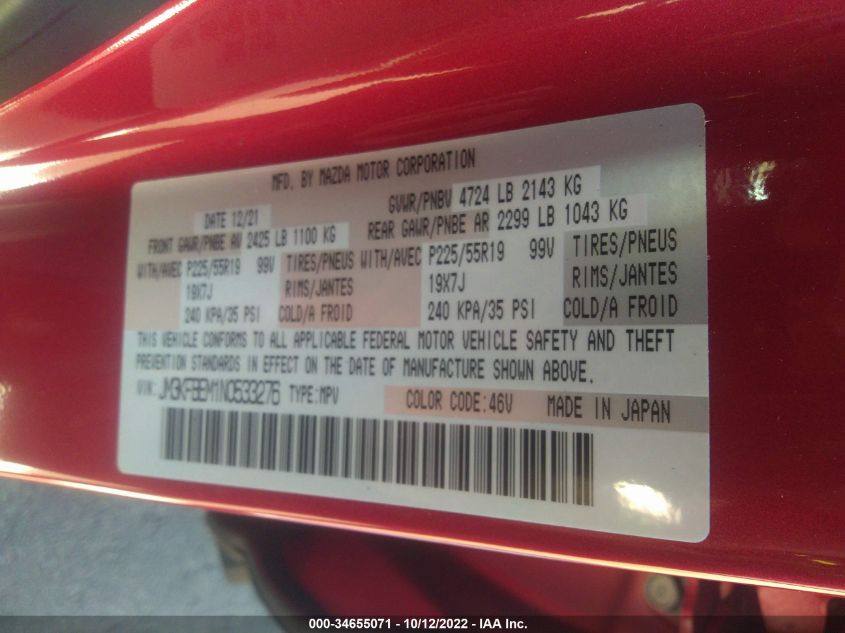 MFD. BY MAZDA MOTOR CORPORATION
DATE 12/21 GVWR/PNBV 4724 LB 2143 KG
FRONT GAWR/PNBE AV 2425 LB 1100 KG REAR GAWR/PNBE AR 2299 LB 1043 KG
WITH/AVEC P225/55R19 99V TIRES/PNEUS WITH/AVEC P225/55R19 99V TIRES/PNEUS
19X7J RIMS/JANTES 19X7J RIMS/JANTES
240 KPA/35 PSI COLD/A FROID 240 KPA/35 PSI COLD/A FROID
THIS VEHICLE CONFORMS TO ALL APPLICABLE FEDERAL MOTOR VEHICLE SAFETY AND THEFT
PREVENTION STANDARDS IN EFFECT ON THE DATE OF MANUFACTURE SHOWN ABOVE.
VIN: JM3KFBEM1N0533276 TYPE:MPV COLOR CODE:46V MADE IN JAPAN
000-34655071 - 10/12/2022 - IAA Inc.